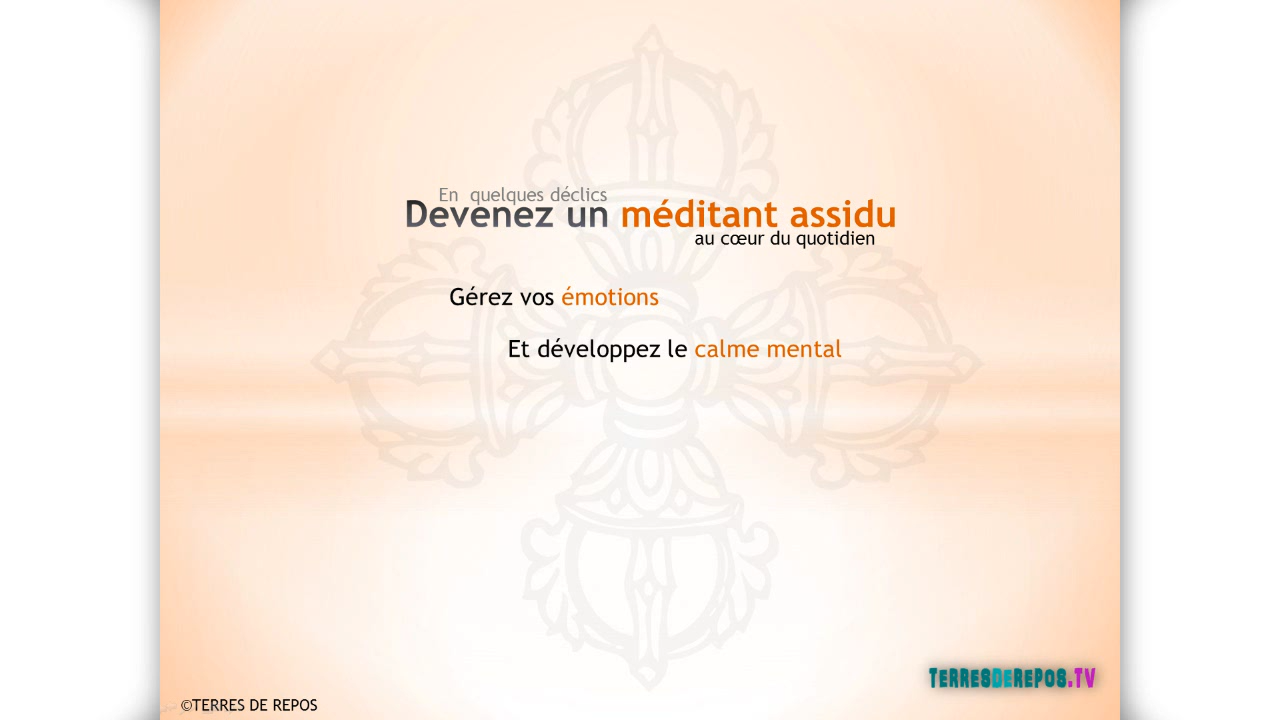 En quelques déclics
Devenez un méditant assidu
au cœur du quotidien
Gérez vos émotions
Et développez le calme mental
TERRESDEREPOS.TV
©TERRES DE REPOS